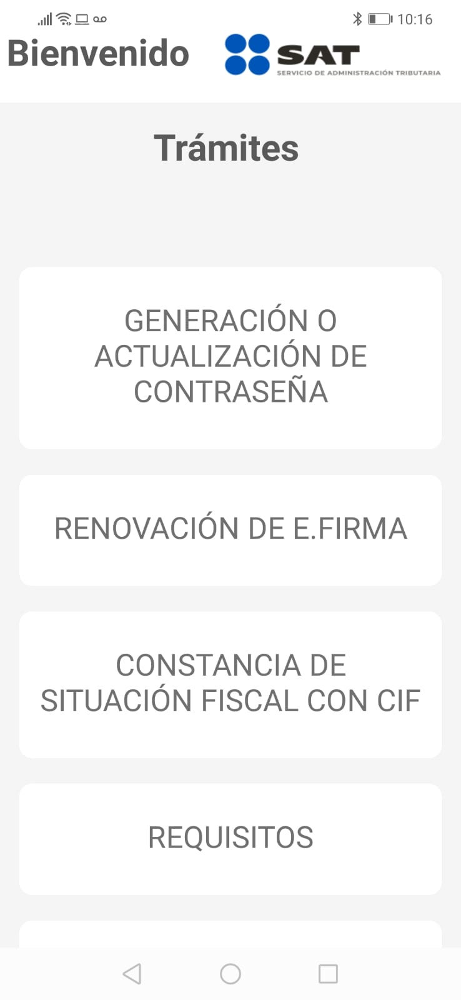 10:16
Bienvenido
SAT
SERVICIO DE ADMINISTRACIÓN TRIBUTARIA
Trámites
GENERACIÓN O
ACTUALIZACIÓN DE
CONTRASEÑA
RENOVACIÓN DE E.FIRMA
CONSTANCIA DE
SITUACIÓN FISCAL CON CIF
REQUISITOS